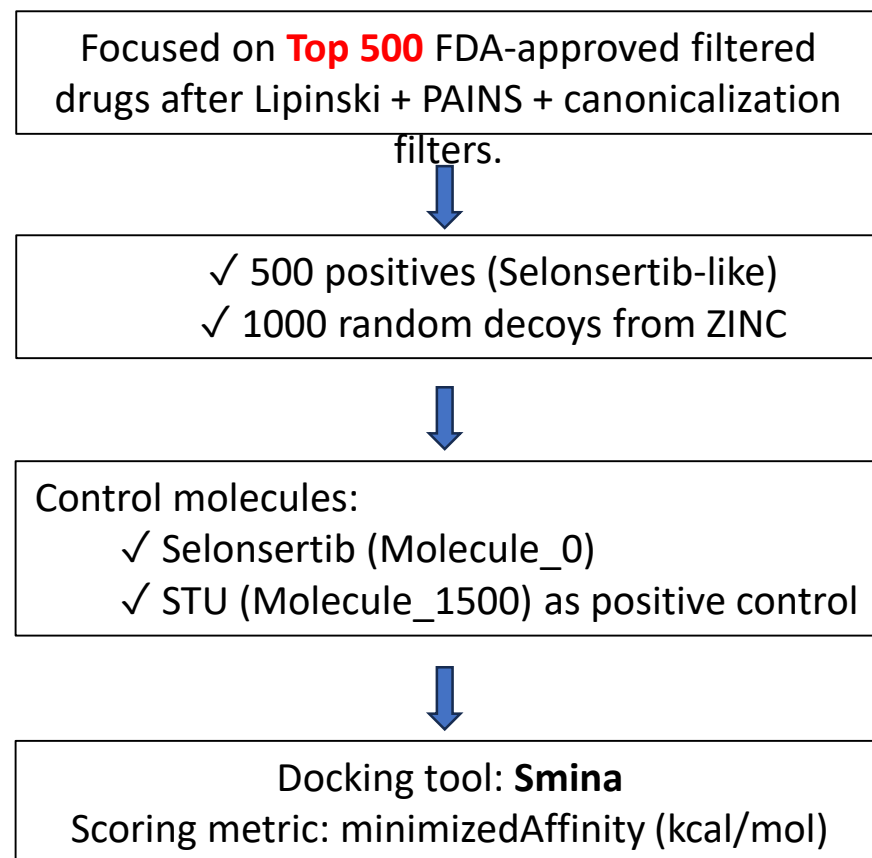 Focused on Top 500 FDA-approved filtered
drugs after Lipinski + PAINS + canonicalization
filters.
✓ 500 positives (Selonsertib-like)
✓ 1000 random decoys from ZINC
Control molecules:
✓ Selonsertib (Molecule_0)
✓ STU (Molecule_1500) as positive control
Docking tool: Smina
Scoring metric: minimizedAffinity (kcal/mol)